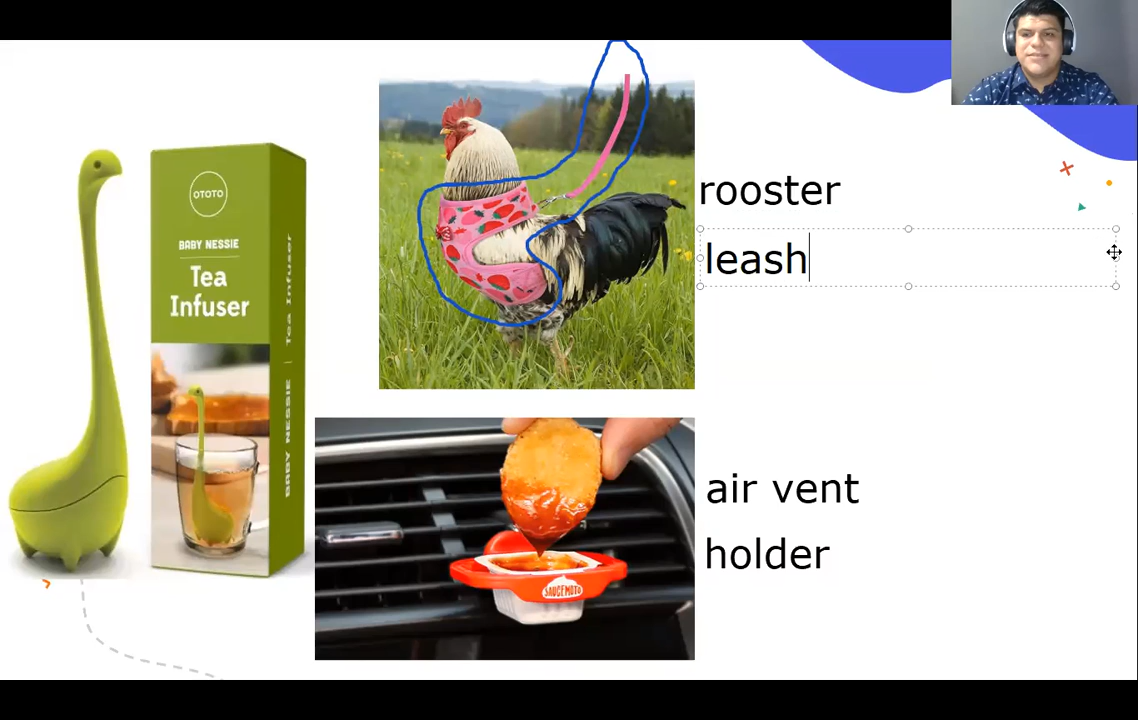 OTOTO
BABY NESSIE
Tea
Infuser
BABY NESSIE | Tea Infuser
rooster
leash
SAUCEMOTO
air vent
holder